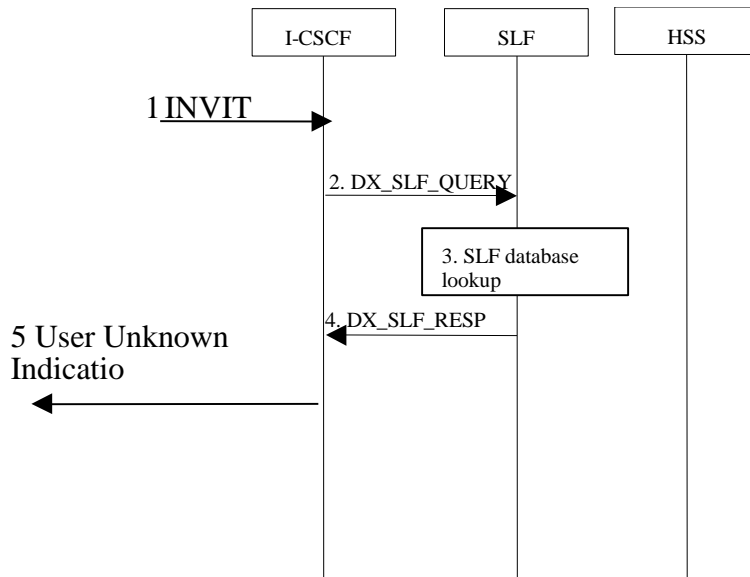 I-CSCF
SLF
HSS
1 INVIT
2. DX_SLF_QUERY
3. SLF database
lookup
4. DX_SLF_RESP
5 User Unknown
Indicatio